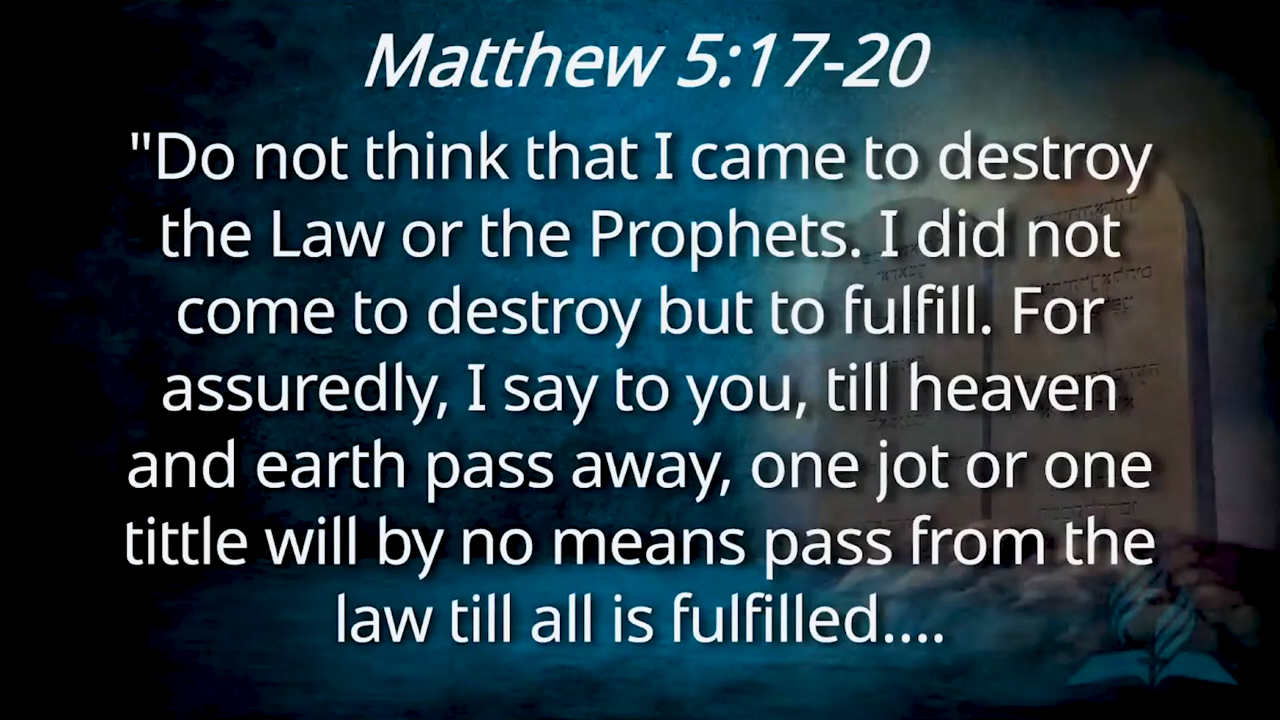 Matthew 5:17-20
"Do not think that I came to destroy
the Law or the Prophets. I did not
come to destroy but to fulfill. For
assuredly, I say to you, till heaven
and earth pass away, one jot or one
tittle will by no means pass from the
law till all is fulfilled....